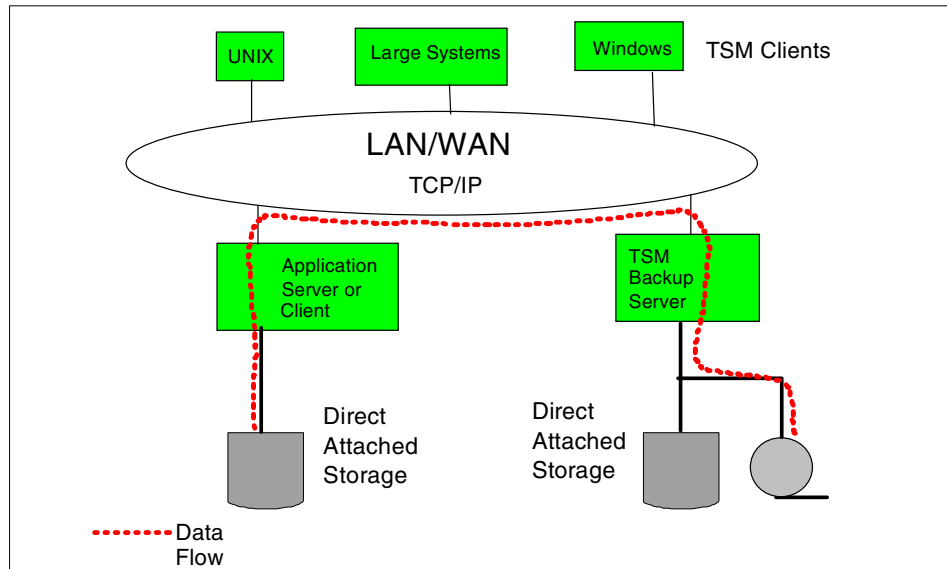 UNIX
Large Systems
Windows
TSM Clients
LAN/WAN
TCP/IP
Application
Server or
Client
TSM
Backup
Server
Direct
Attached
Storage
Direct
Attached
Storage
Data
Flow